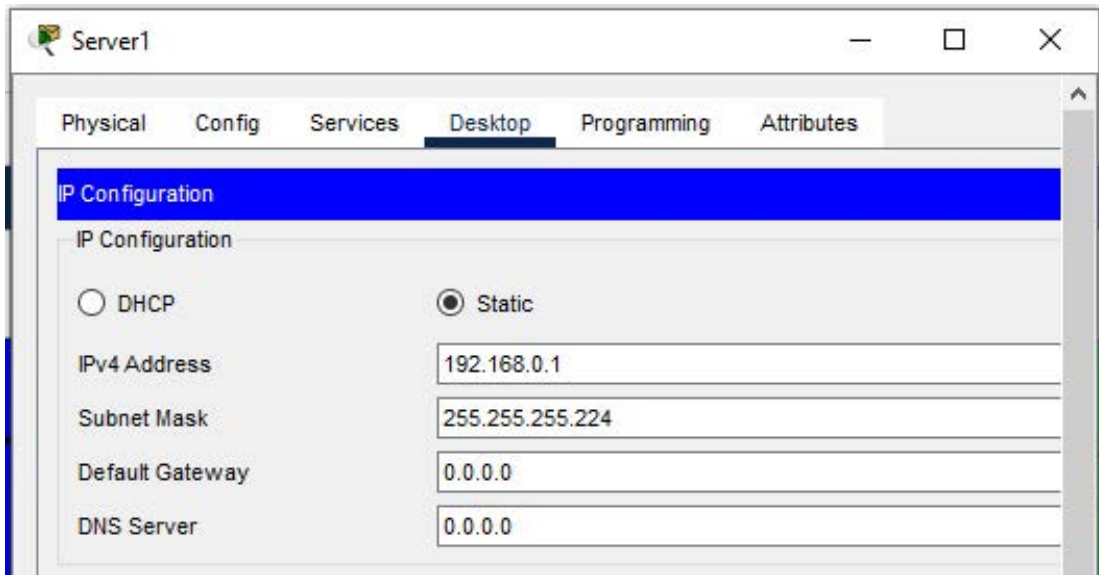 Server1
Physical Config Services Desktop Programming Attributes
IP Configuration
IP Configuration
DHCP Static
IPv4 Address 192.168.0.1
Subnet Mask 255.255.255.224
Default Gateway 0.0.0.0
DNS Server 0.0.0.0